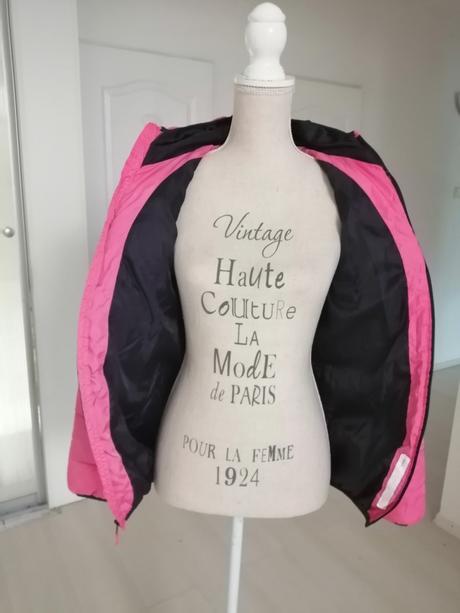 Vintage
Haute
Couture
La
Mode
de PARIS
POUR LA FEMME
1924